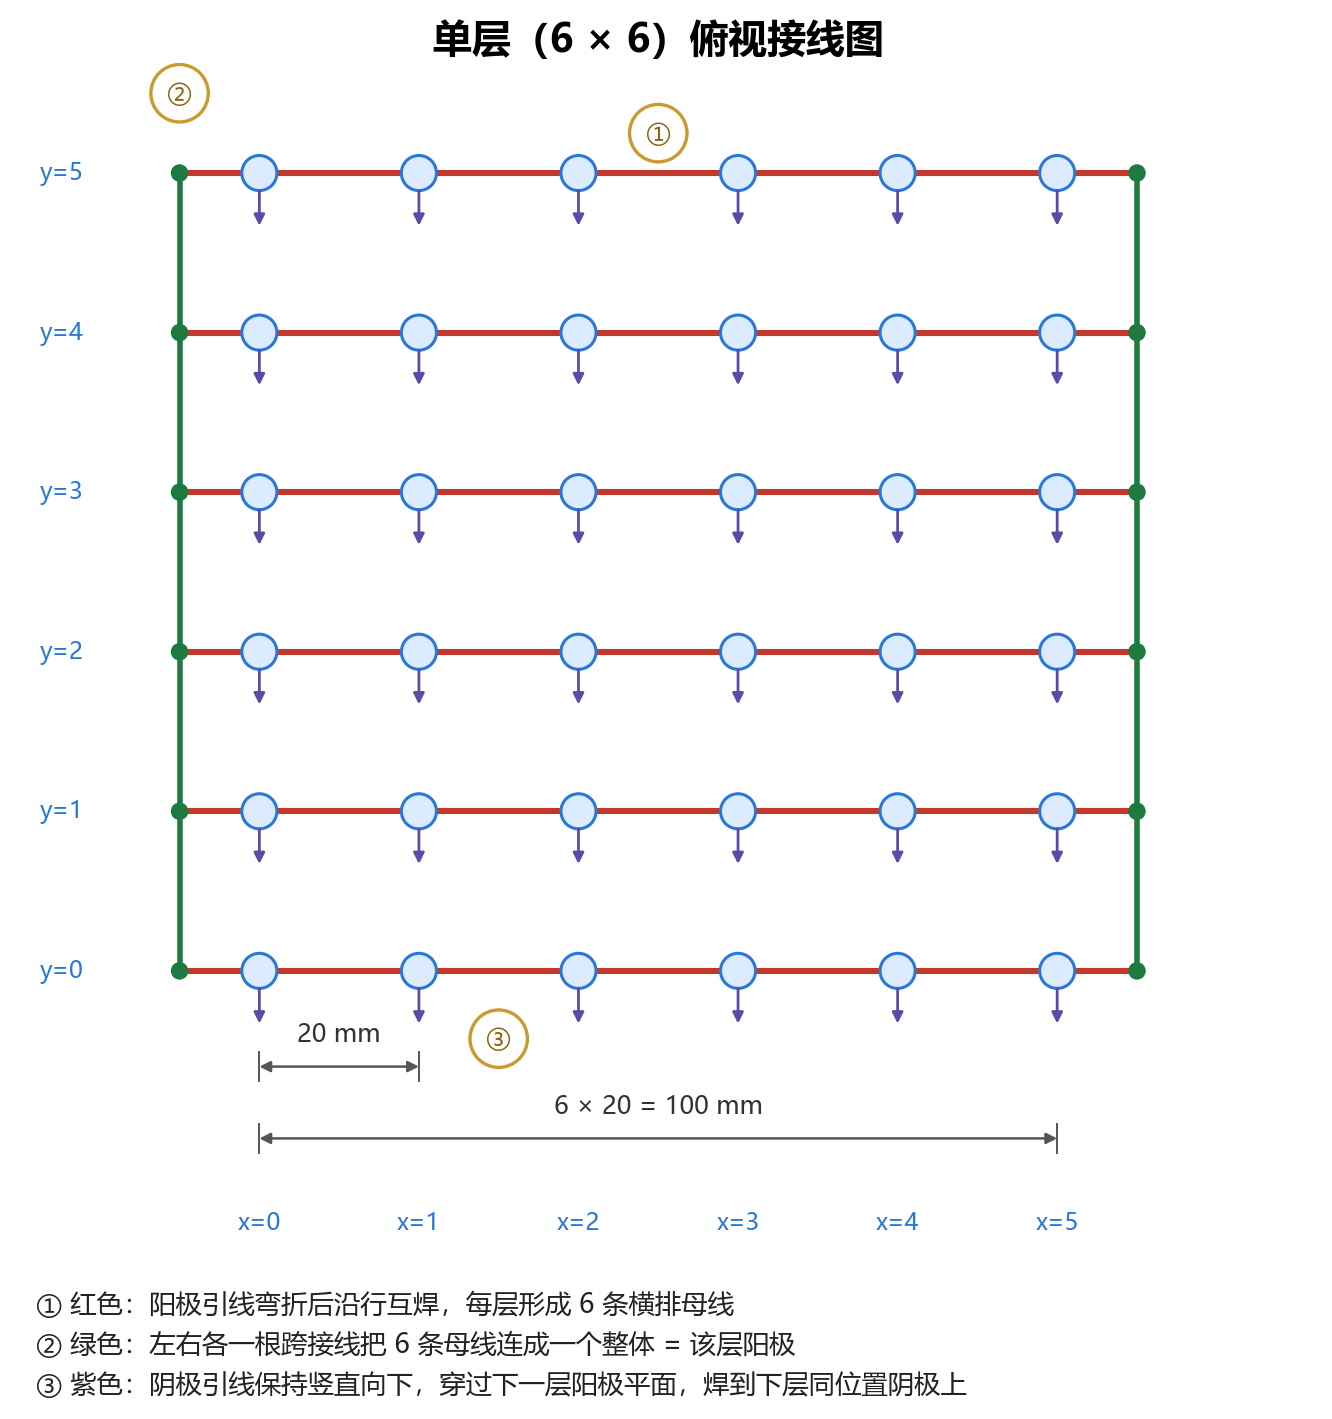 单层（6 × 6）俯视接线图
②
①
y=5
y=4
y=3
y=2
y=1
y=0
③
20 mm
6 × 20 = 100 mm
x=0 x=1 x=2 x=3 x=4 x=5
① 红色：阳极引线弯折后沿行互焊，每层形成 6 条横排母线
② 绿色：左右各一根跨接线把 6 条母线连成一个整体 = 该层阳极
③ 紫色：阴极引线保持竖直向下，穿过下一层阳极平面，焊到下层同位置阴极上